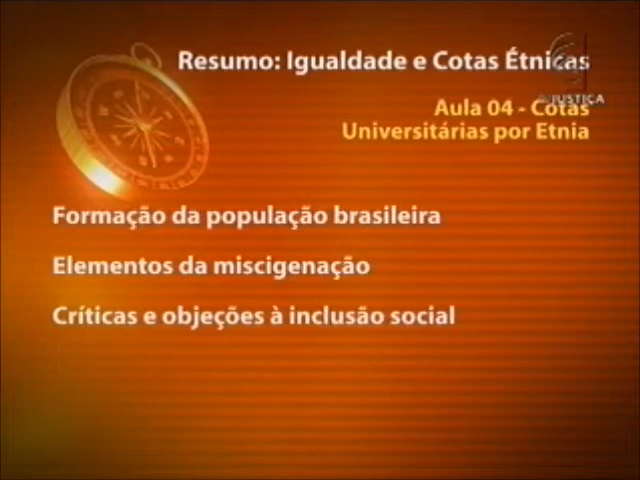 Resumo: Igualdade e Cotas Étnicas
JUSTIÇA
Aula 04 - Cotas
Universitárias por Etnia
Formação da população brasileira
Elementos da miscigenação
Críticas e objeções à inclusão social